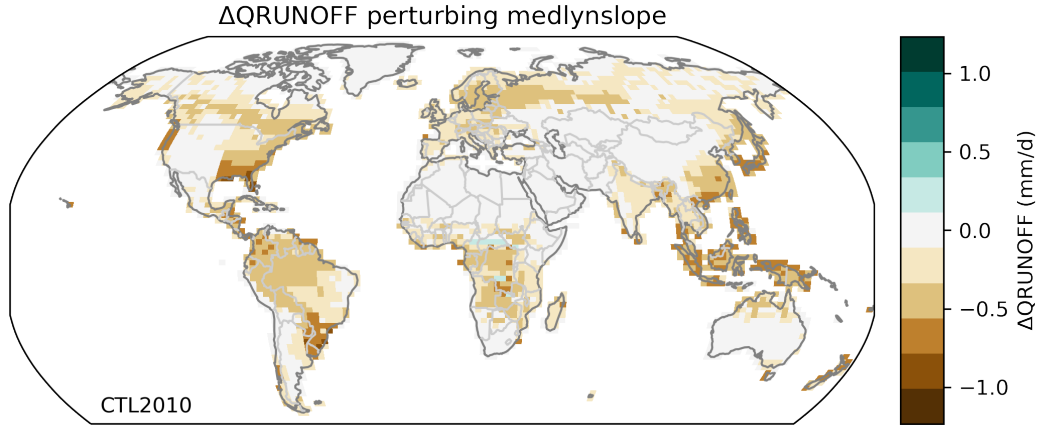 ΔQRUNOFF perturbing medlynslope
CTL2010
1.0
0.5
0.0
−0.5
−1.0
ΔQRUNOFF (mm/d)